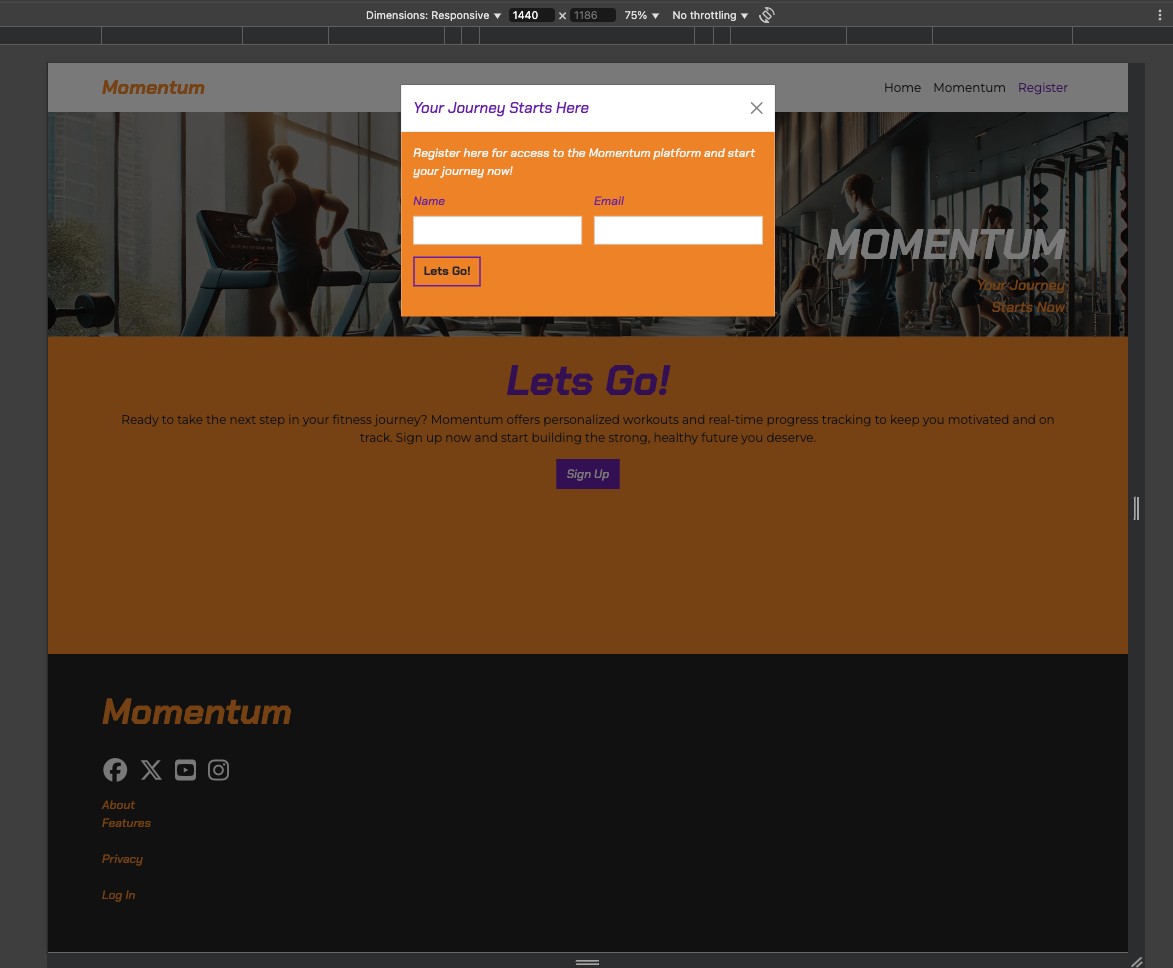 Dimensions: Responsive ▼ 1440 x 1186 75% ▼ No throttling ▼
Momentum
Home Momentum Register
Your Journey Starts Here
Register here for access to the Momentum platform and start
your journey now!
Name Email
Lets Go!
MOMENTUM
Your Journey
Starts Now
Lets Go!
Ready to take the next step in your fitness journey? Momentum offers personalized workouts and real-time progress tracking to keep you motivated and on
track. Sign up now and start building the strong, healthy future you deserve.
Sign Up
Momentum
About
Features
Privacy
Log In